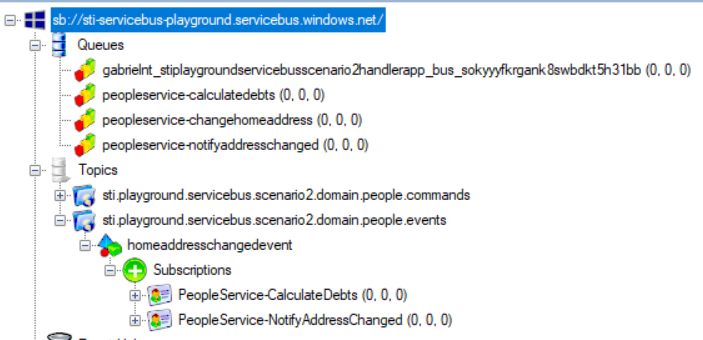 sb://sti-servicebus-playground.servicebus.windows.net/
Queues
gabrielnt_stiplaygroundservicebusscenario2handlerapp_bus_sokyyyfkrgank8swbdkt5h31bb (0, 0, 0)
peopleservice-calculatedebts (0, 0, 0)
peopleservice-changehomeaddress (0, 0, 0)
peopleservice-notifyaddresschanged (0, 0, 0)
Topics
sti.playground.servicebus.scenario2.domain.people.commands
sti.playground.servicebus.scenario2.domain.people.events
homeaddresschangedevent
Subscriptions
PeopleService-CalculateDebts (0, 0, 0)
PeopleService-NotifyAddressChanged (0, 0, 0)